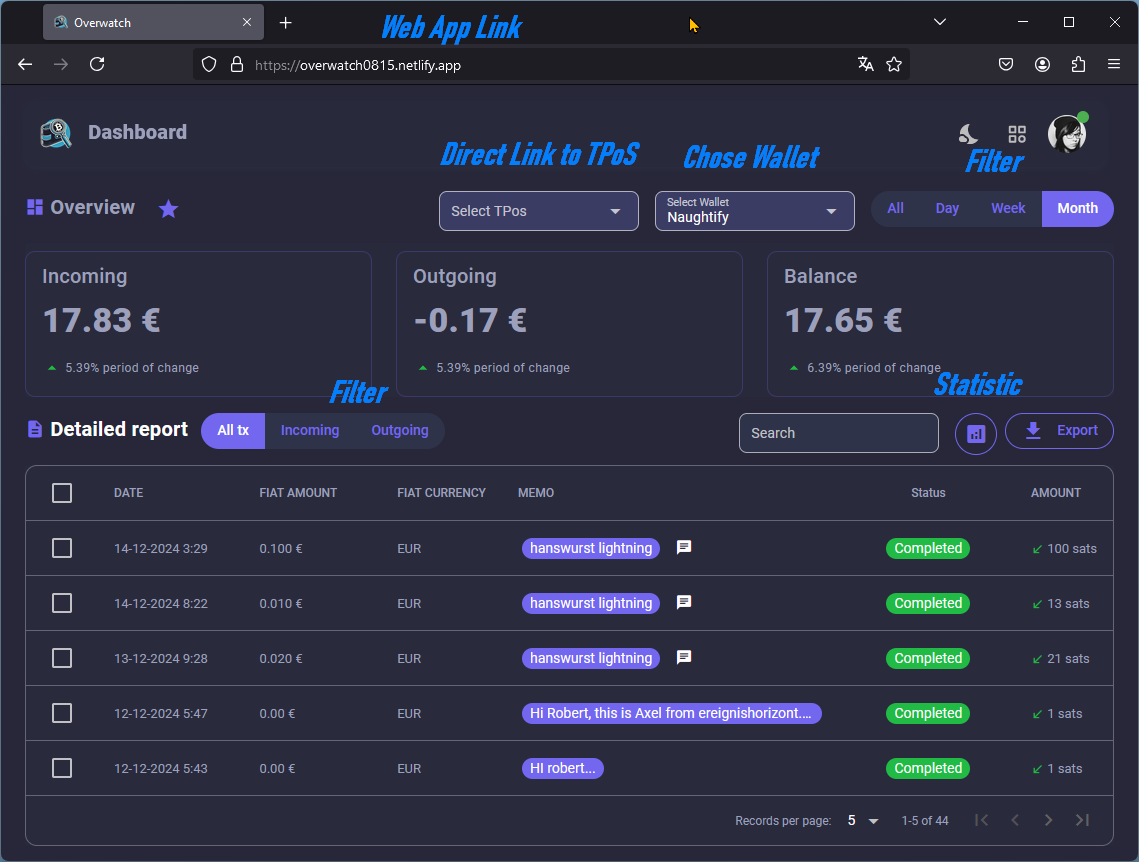 Overwatch
Web App Link
https://overwatch0815.netlify.app
Dashboard
Direct Link to TPoS
Chose Wallet
Filter
Overview
Select TPos
Select Wallet
Naughtify
All Day Week Month
Incoming
17.83 €
5.39% period of change
Outgoing
-0.17 €
5.39% period of change
Balance
17.65 €
6.39% period of change
Filter
Statistic
Detailed report
All tx Incoming Outgoing
Search
Export
DATE FIAT AMOUNT FIAT CURRENCY MEMO Status AMOUNT
14-12-2024 3:29 0.100 € EUR hanswurst lightning Completed 100 sats
14-12-2024 8:22 0.010 € EUR hanswurst lightning Completed 13 sats
13-12-2024 9:28 0.020 € EUR hanswurst lightning Completed 21 sats
12-12-2024 5:47 0.00 € EUR Hi Robert, this is Axel from ereignishorizont.... Completed 1 sats
12-12-2024 5:43 0.00 € EUR HI robert... Completed 1 sats
Records per page: 5 1-5 of 44